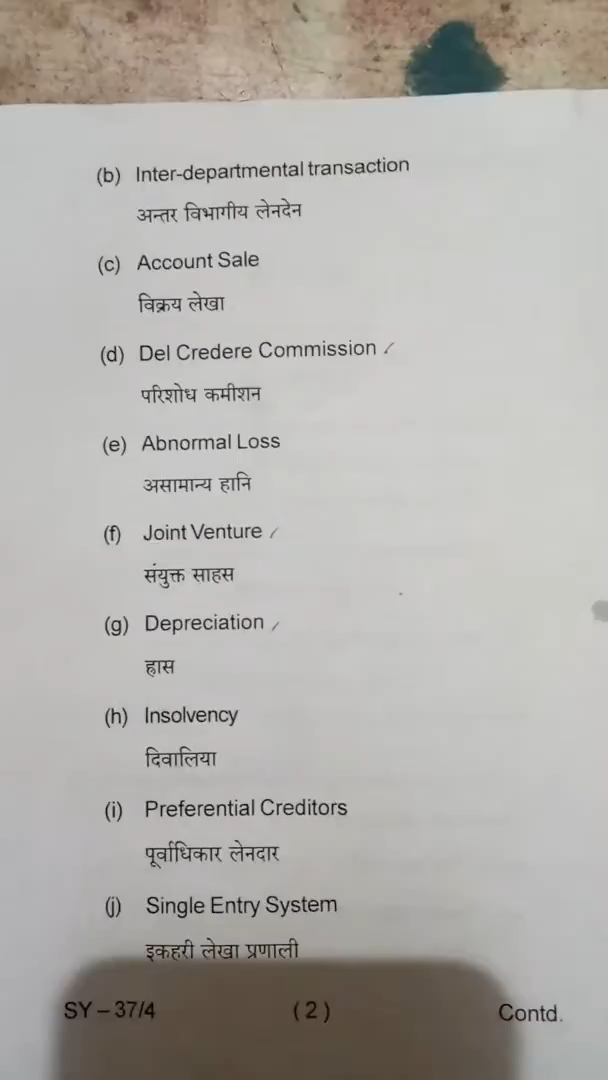 (b) Inter-departmental transaction
अन्तर विभागीय लेनदेन
(c) Account Sale
विक्रय लेखा
(d) Del Credere Commission
परिशोध कमीशन
(e) Abnormal Loss
असामान्य हानि
(f) Joint Venture
संयुक्त साहस
(g) Depreciation
ह्रास
(h) Insolvency
दिवालिया
(i) Preferential Creditors
पूर्वाधिकार लेनदार
(j) Single Entry System
इकहरी लेखा प्रणाली
SY – 37/4 (2) Contd.